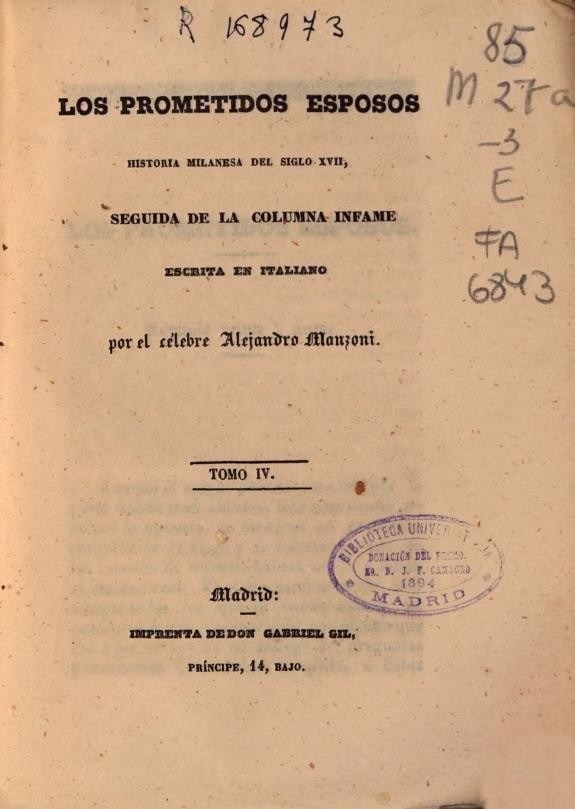 R 168973
85
M 27a
-3
E
FA
6843
LOS PROMETIDOS ESPOSOS
HISTORIA MILANESA DEL SIGLO XVII,
SEGUIDA DE LA COLUMNA INFAME
ESCRITA EN ITALIANO
por el célebre Alejandro Manzoni.
TOMO IV.
BIBLIOTECA
DONACIÓN DEL
SR. D. J. F. CAMACHO
1894
MADRID
Madrid:
IMPRENTA DE DON GABRIEL GIL,
PRÍNCIPE, 14, BAJO.